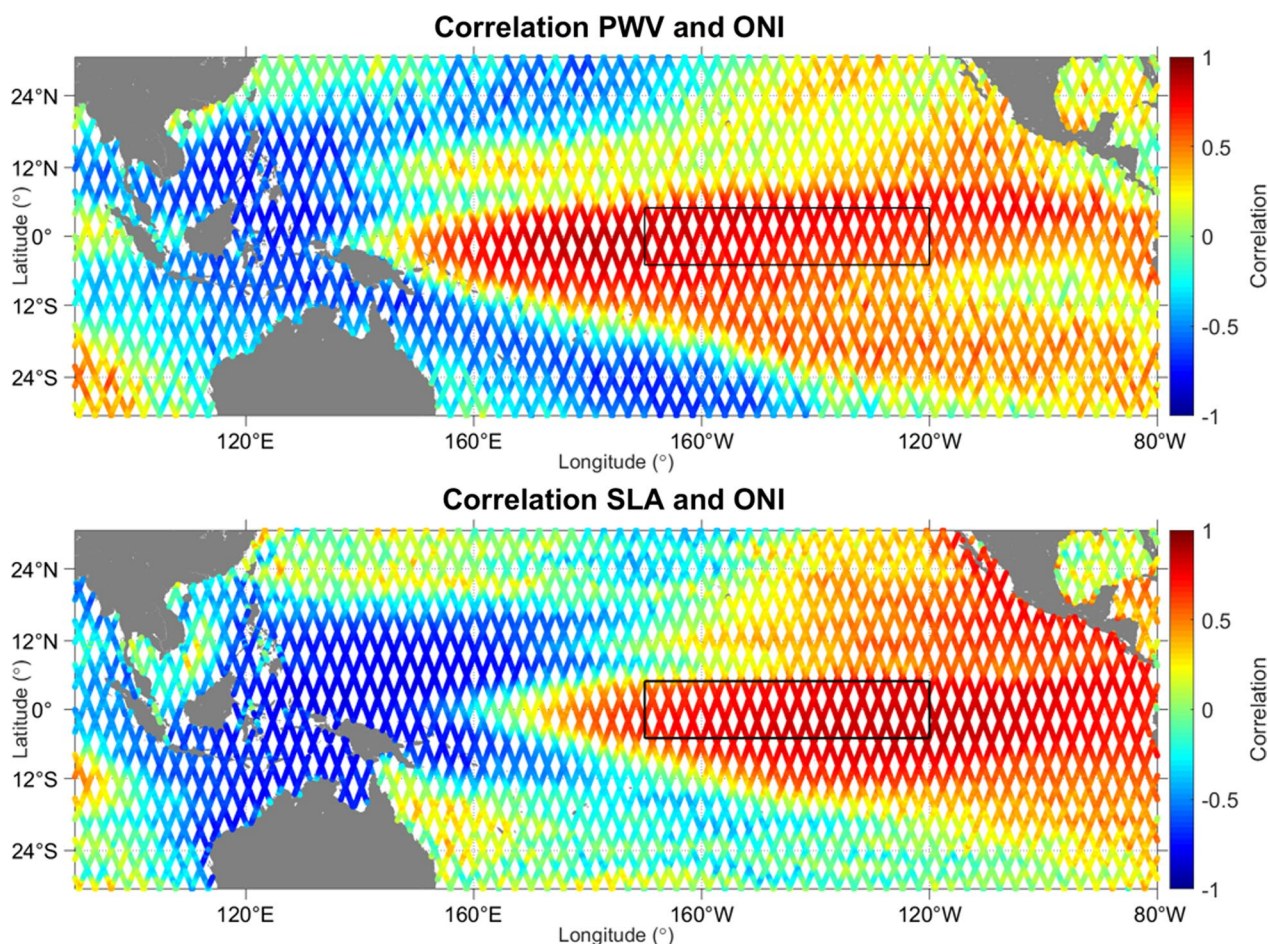 Correlation PWV and ONI
24°N
12°N
0°
12°S
24°S
Latitude (°)
120°E 160°E 160°W 120°W 80°W
Longitude (°)
1
0.5
0
-0.5
-1
Correlation
Correlation SLA and ONI
24°N
12°N
0°
12°S
24°S
Latitude (°)
120°E 160°E 160°W 120°W 80°W
Longitude (°)
1
0.5
0
-0.5
-1
Correlation